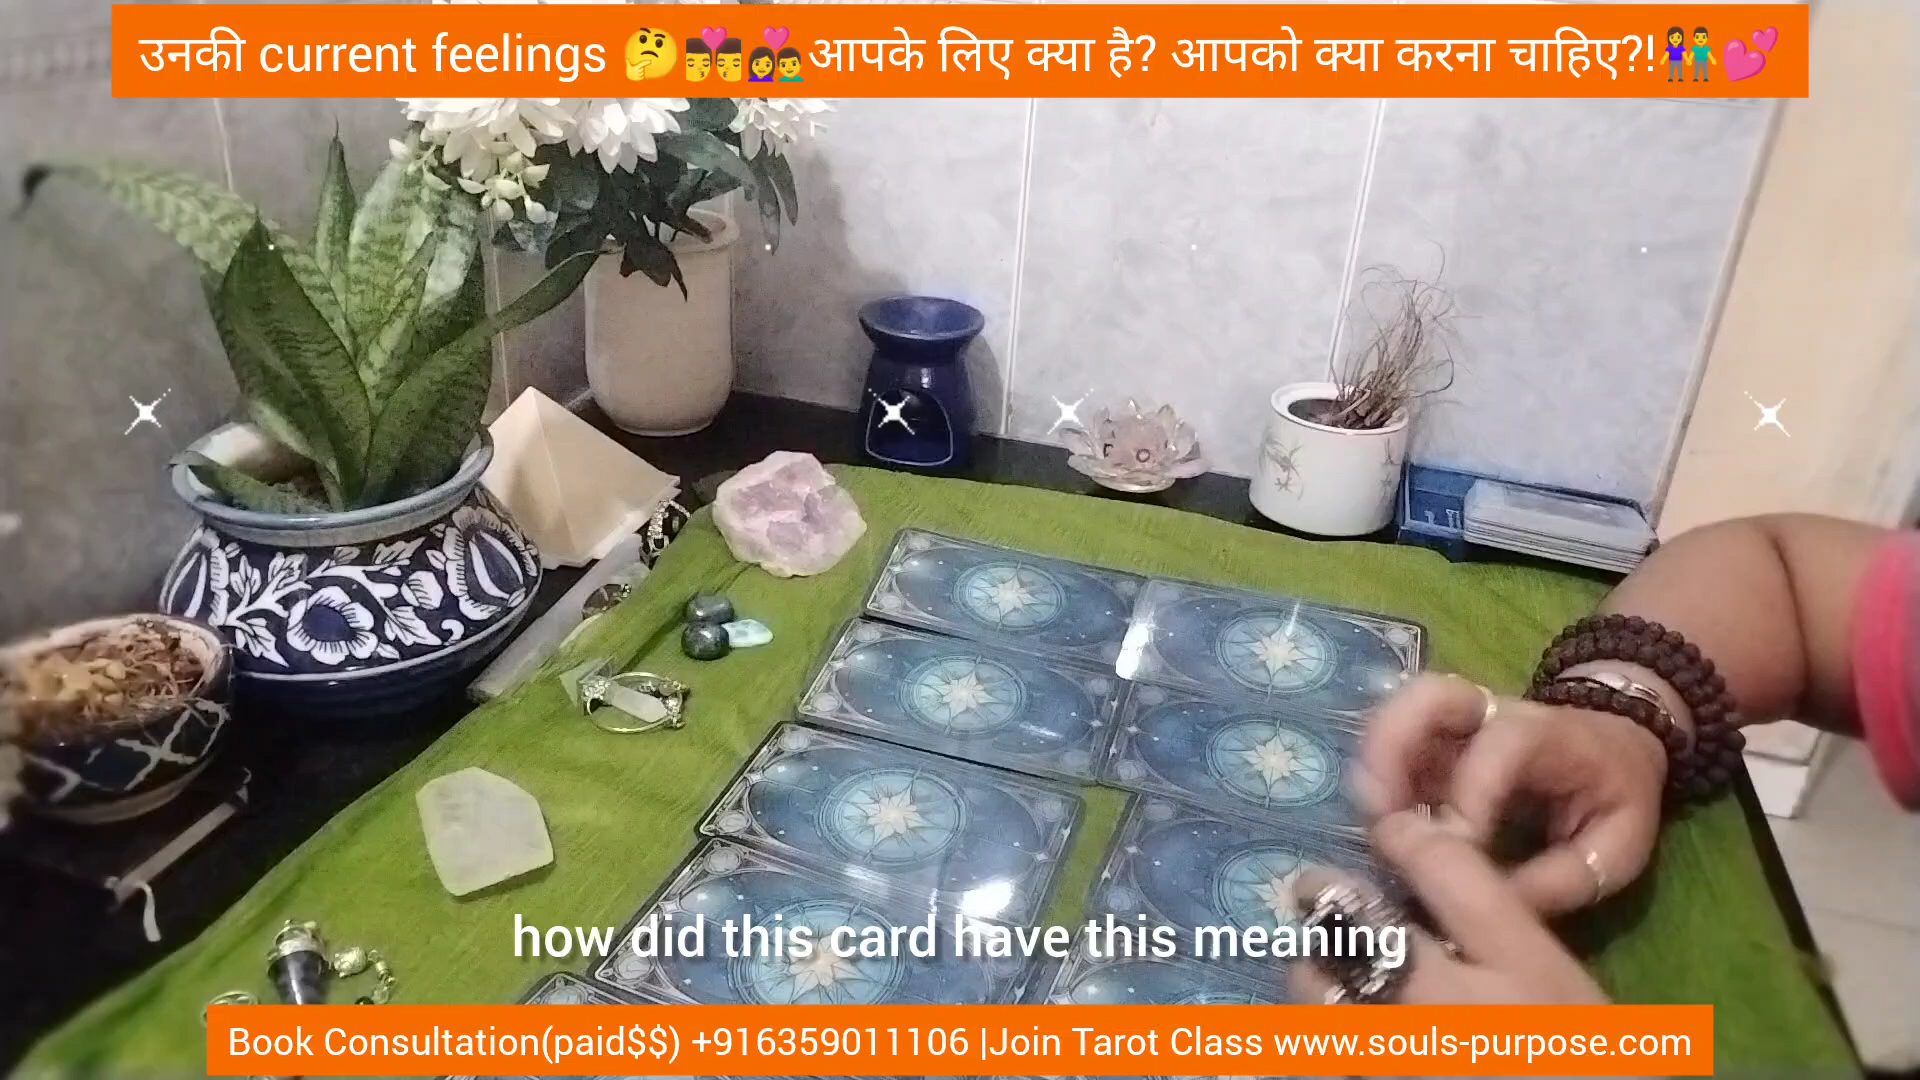 उनकी current feelings 🤔👩‍❤️‍💋‍👨👩‍❤️‍👨आपके लिए क्या है? आपको क्या करना चाहिए?!👫💕
how did this card have this meaning
Book Consultation(paid$$) +916359011106 |Join Tarot Class www.souls-purpose.com